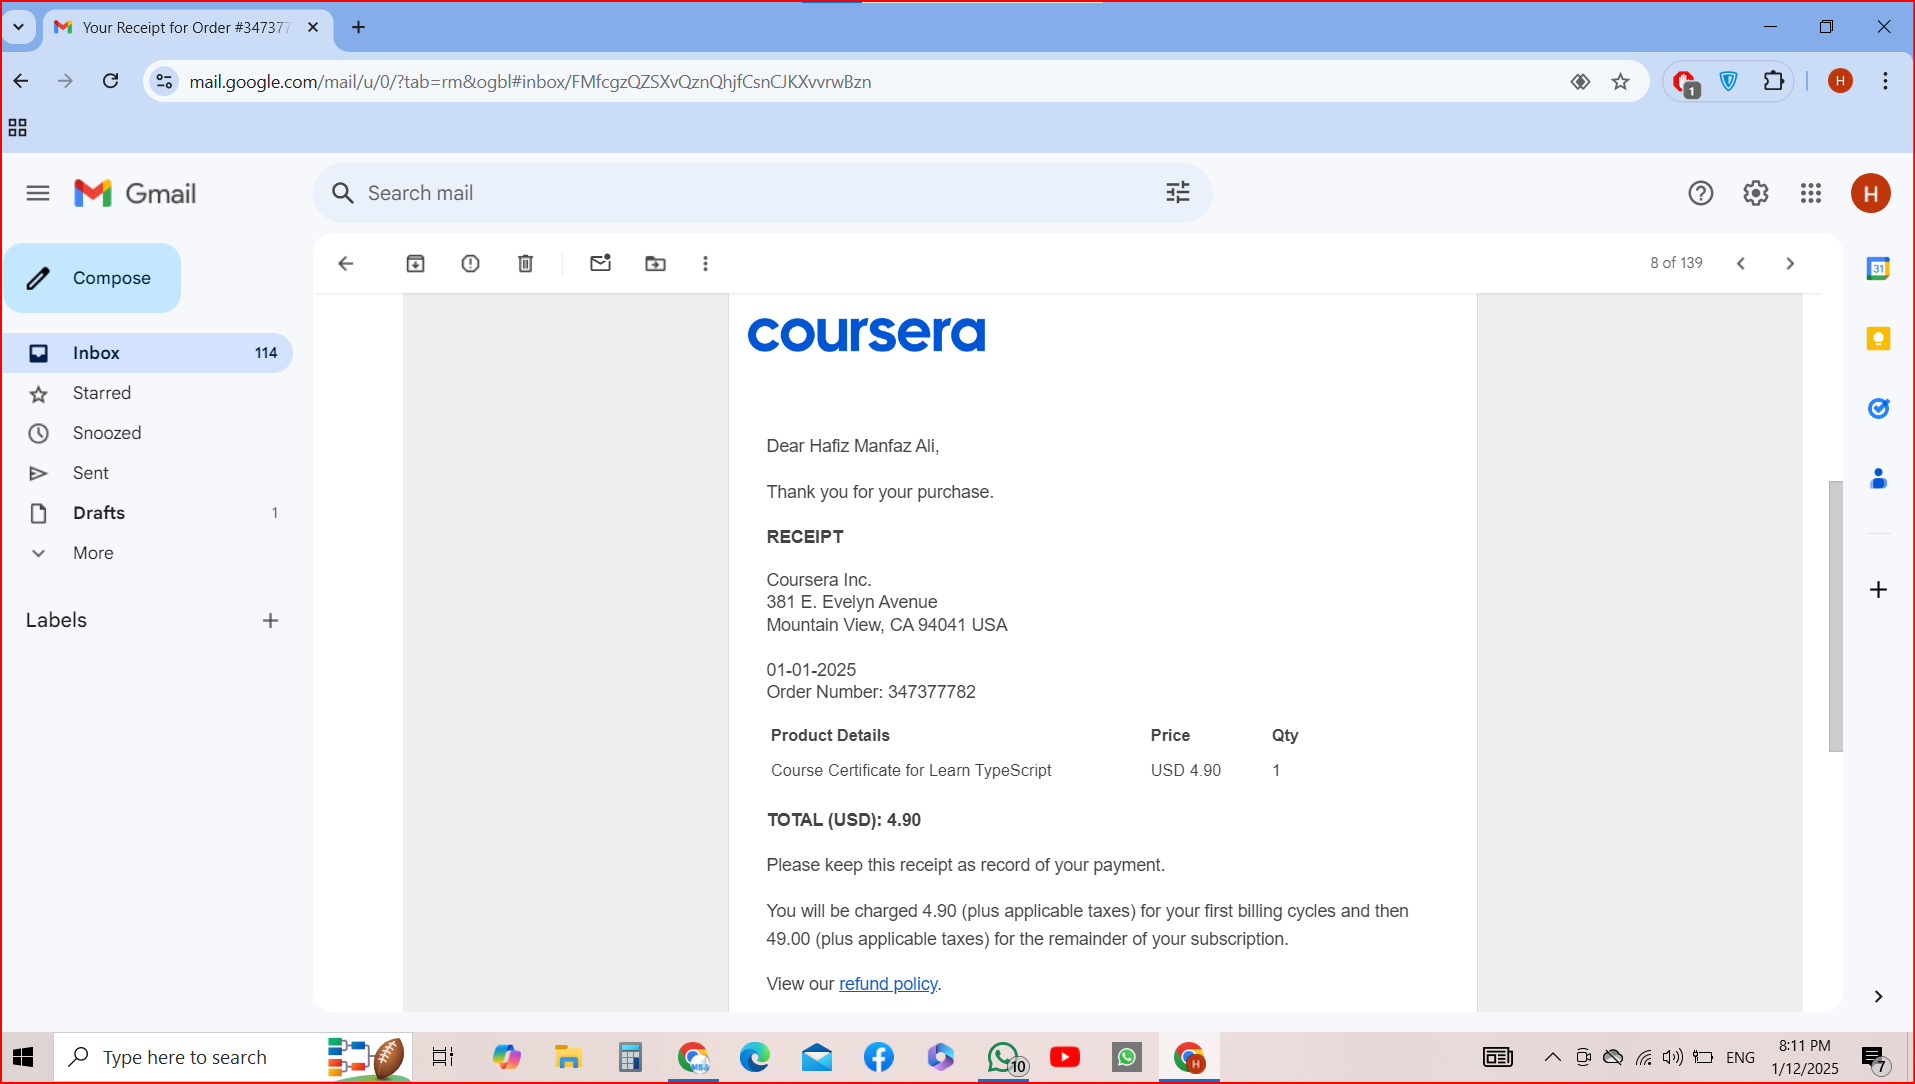 Your Receipt for Order #347377
mail.google.com/mail/u/0/?tab=rm&ogbl#inbox/FMfcgzQZSXvQznQhjfCsnCJKXvvrwBzn
1
H
Gmail
Search mail
H
Compose
8 of 139
31
Inbox 114
Starred
Snoozed
Sent
Drafts 1
More
Labels
coursera
Dear Hafiz Manfaz Ali,
Thank you for your purchase.
RECEIPT
Coursera Inc.
381 E. Evelyn Avenue
Mountain View, CA 94041 USA
01-01-2025
Order Number: 347377782
Product Details Price Qty
Course Certificate for Learn TypeScript USD 4.90 1
TOTAL (USD): 4.90
Please keep this receipt as record of your payment.
You will be charged 4.90 (plus applicable taxes) for your first billing cycles and then
49.00 (plus applicable taxes) for the remainder of your subscription.
View our refund policy.
Type here to search
MSA
10
H
ENG
8:11 PM
1/12/2025
7